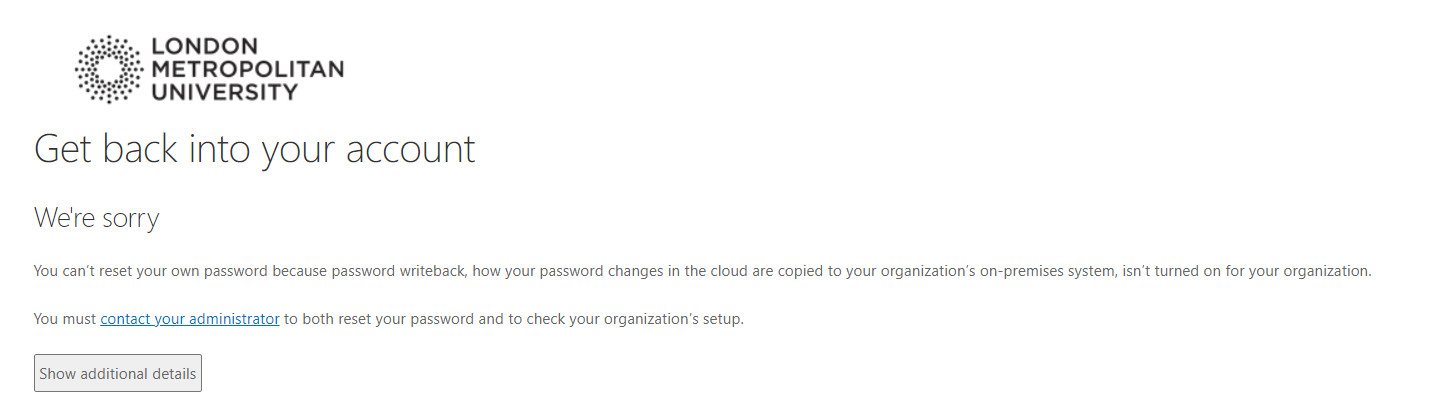 LONDON
METROPOLITAN
UNIVERSITY
Get back into your account
We're sorry
You can’t reset your own password because password writeback, how your password changes in the cloud are copied to your organization’s on-premises system, isn’t turned on for your organization.
You must contact your administrator to both reset your password and to check your organization’s setup.
Show additional details